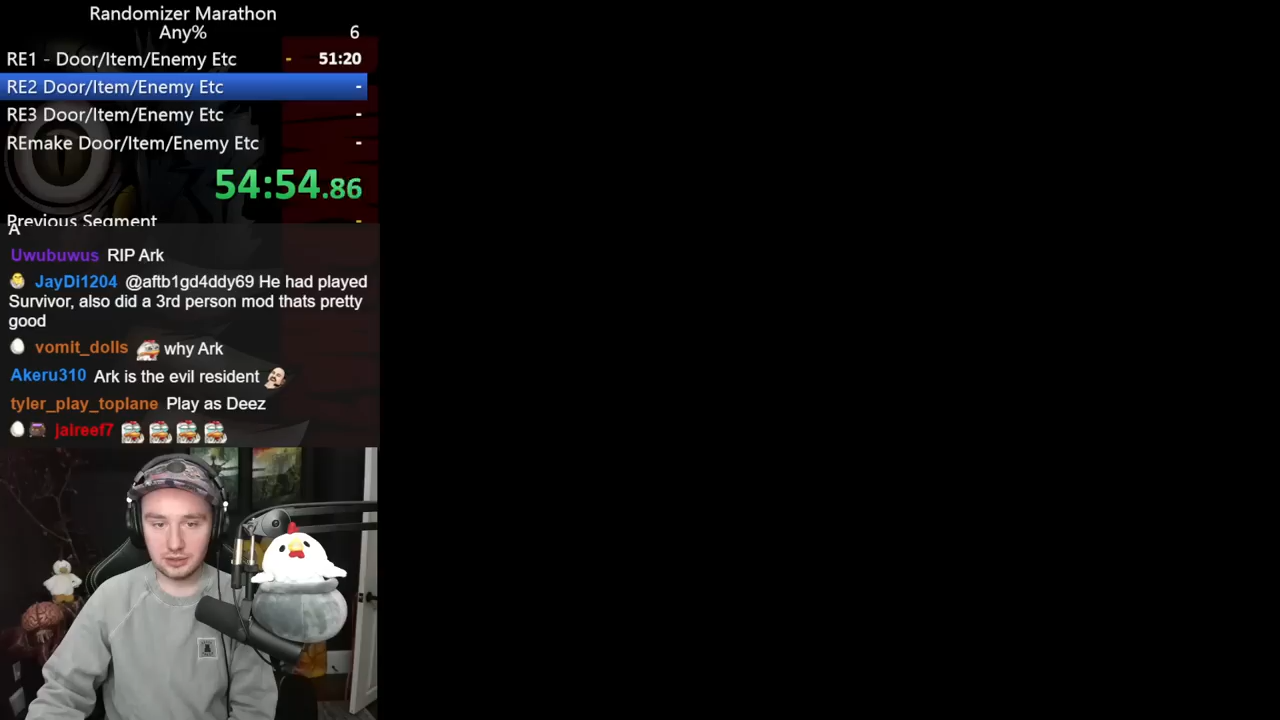 Randomizer Marathon
Any% 6
RE1 - Door/Item/Enemy Etc - 51:20
RE2 Door/Item/Enemy Etc -
RE3 Door/Item/Enemy Etc -
REmake Door/Item/Enemy Etc -
54:54.86
Previous Segment -
A
Uwubuwus RIP Ark
JayDi1204 @aftb1gd4ddy69 He had played
Survivor, also did a 3rd person mod thats pretty
good
vomit_dolls why Ark
Akeru310 Ark is the evil resident
tyler_play_toplane Play as Deez
jaireef7